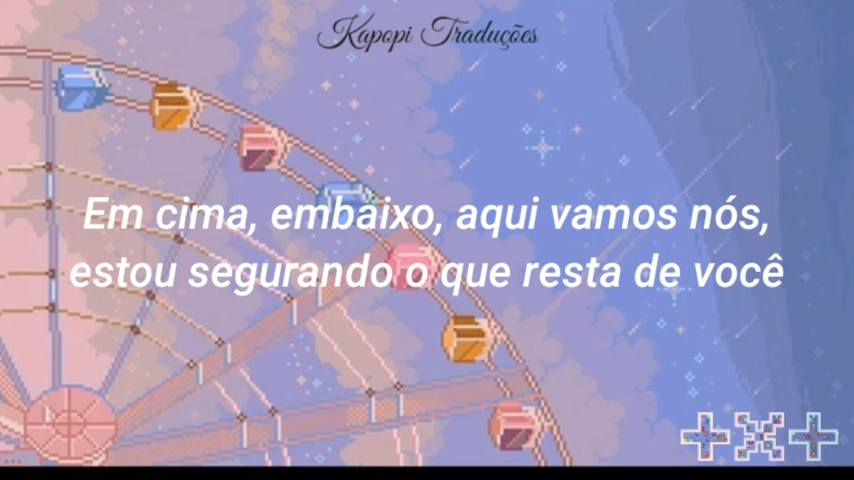 Kapopi Traduções
Em cima, embaixo, aqui vamos nós,
estou segurando o que resta de você